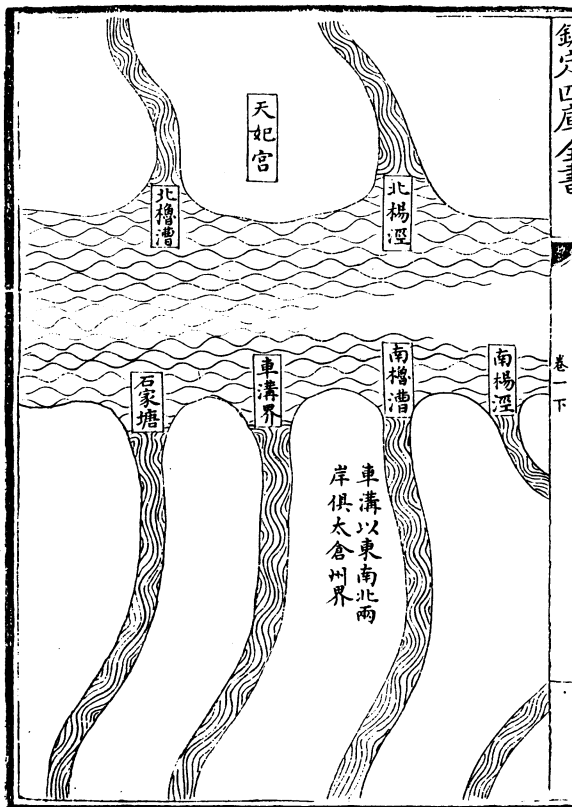 欽定四庫全書
卷一下
天妃宮
北楊涇
北櫓漕
南楊涇
南櫓漕
車溝界
石家塘
車溝以東南北兩
岸俱太倉州界